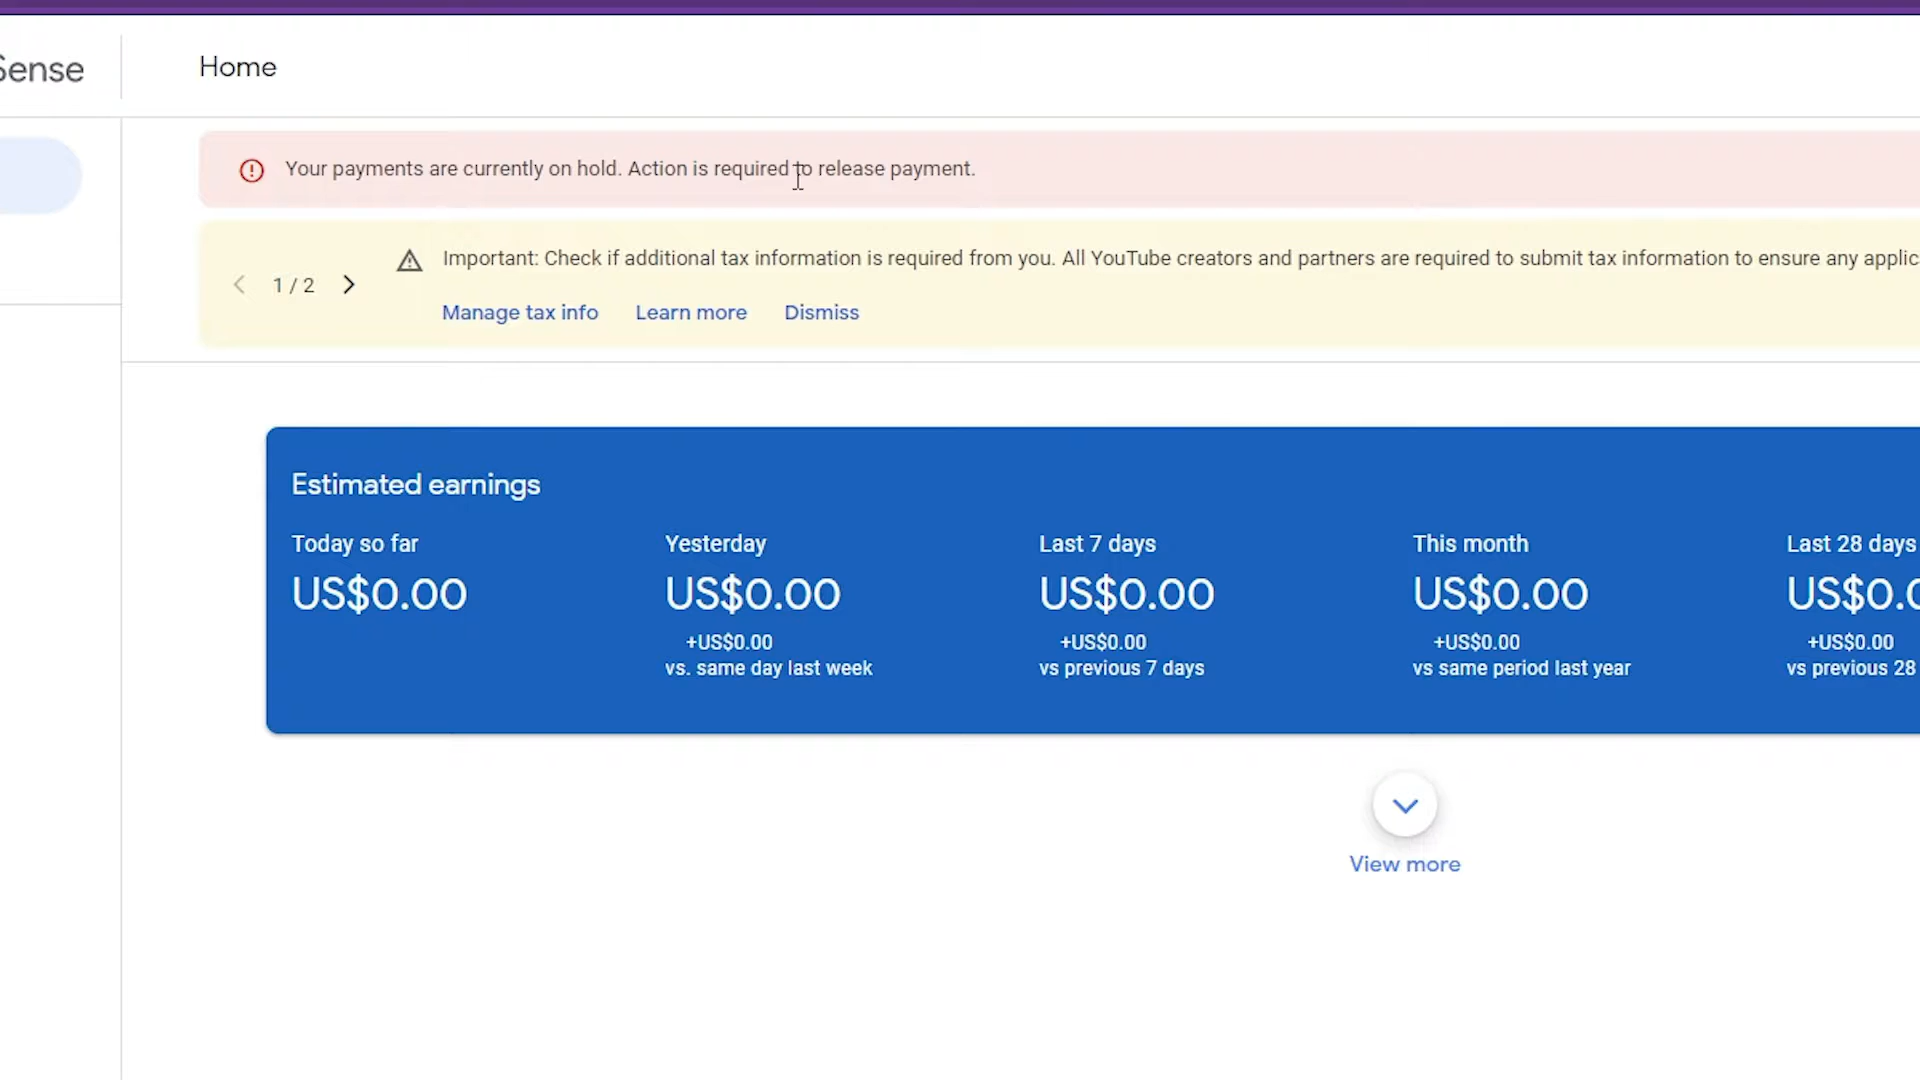 Sense
Home
Your payments are currently on hold. Action is required to release payment.
1 / 2
Important: Check if additional tax information is required from you. All YouTube creators and partners are required to submit tax information to ensure any applic
Manage tax info Learn more Dismiss
Estimated earnings
Today so far Yesterday Last 7 days This month Last 28 days
US$0.00 US$0.00 US$0.00 US$0.00 US$0.0
+US$0.00 +US$0.00 +US$0.00 +US$0.00
vs. same day last week vs previous 7 days vs same period last year vs previous 28
View more